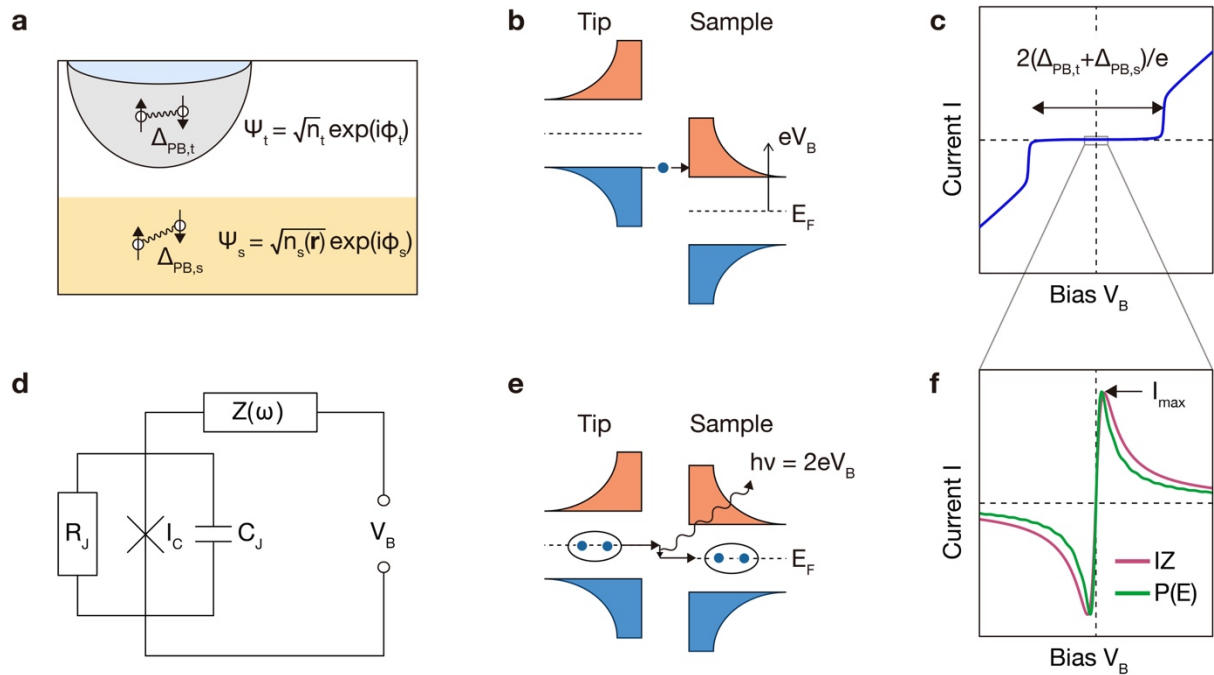 a
Δ_PB,t
Ψ_t = √n_t exp(iϕ_t)
Δ_PB,s
Ψ_s = √n_s(r) exp(iϕ_s)
b
Tip Sample
eV_B
E_F
c
2(Δ_PB,t+Δ_PB,s)/e
Current I
Bias V_B
d
Z(ω)
R_J I_C C_J V_B
e
Tip Sample
hν = 2eV_B
E_F
f
I_max
Current I
IZ
P(E)
Bias V_B